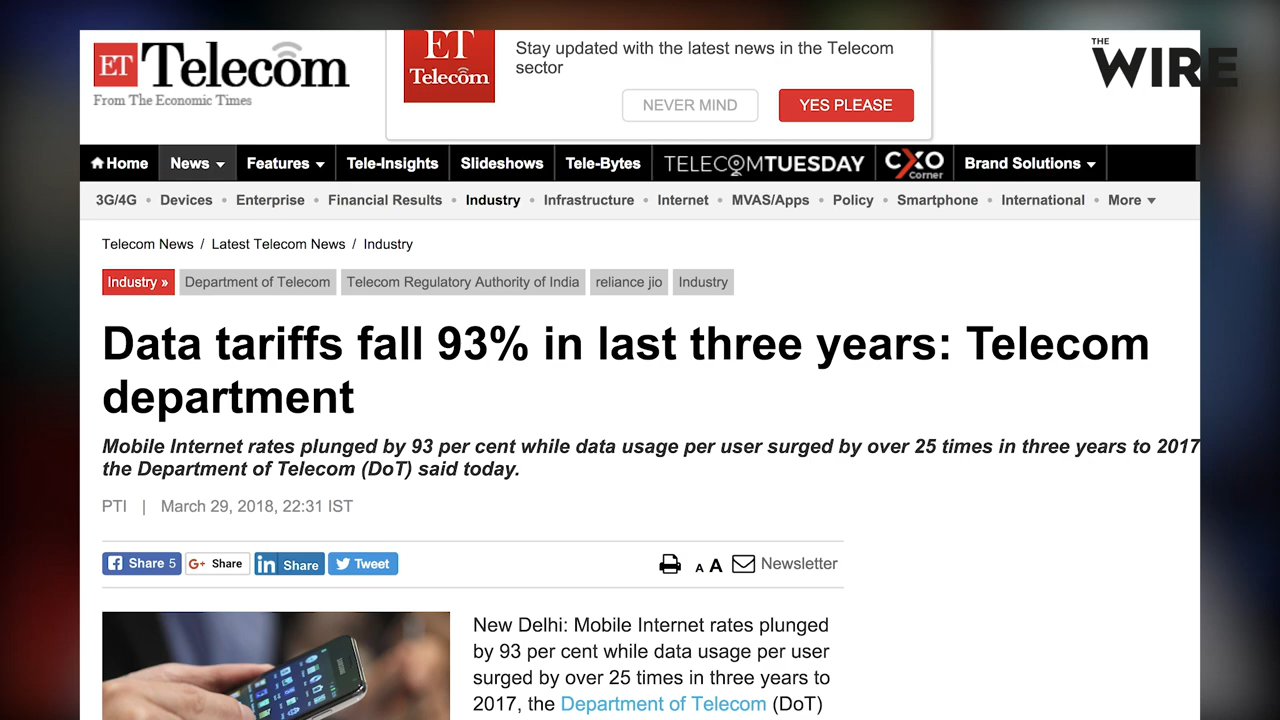 ET Telecom
From The Economic Times
ET
Telecom
Stay updated with the latest news in the Telecom
sector
NEVER MIND
YES PLEASE
THE
WIRE
Home
News
Features
Tele-Insights
Slideshows
Tele-Bytes
TELECOMTUESDAY
CXO
Corner
Brand Solutions
3G/4G • Devices • Enterprise • Financial Results • Industry • Infrastructure • Internet • MVAS/Apps • Policy • Smartphone • International • More
Telecom News / Latest Telecom News / Industry
Industry »
Department of Telecom
Telecom Regulatory Authority of India
reliance jio
Industry
Data tariffs fall 93% in last three years: Telecom
department
Mobile Internet rates plunged by 93 per cent while data usage per user surged by over 25 times in three years to 2017
the Department of Telecom (DoT) said today.
PTI | March 29, 2018, 22:31 IST
Share 5
G+ Share
in Share
Tweet
A A
Newsletter
New Delhi: Mobile Internet rates plunged
by 93 per cent while data usage per user
surged by over 25 times in three years to
2017, the Department of Telecom (DoT)